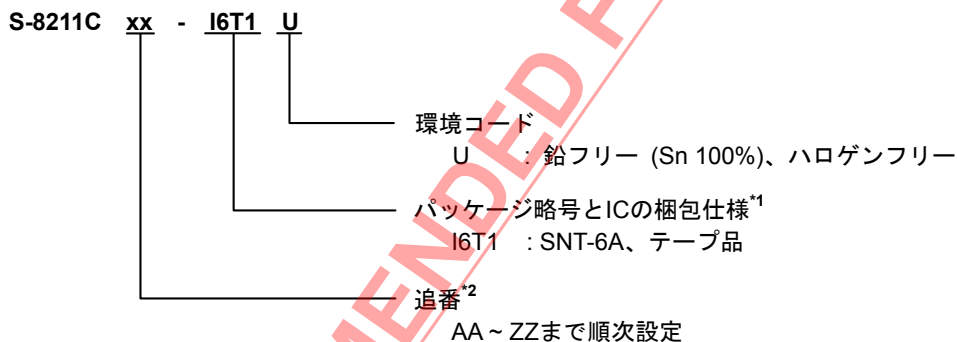 S-8211C xx - I6T1 U
環境コード
U : 鉛フリー (Sn 100%)、ハロゲンフリー
パッケージ略号とICの梱包仕様*1
I6T1 : SNT-6A、テープ品
追番*2
AA ~ ZZまで順次設定
MENDED F